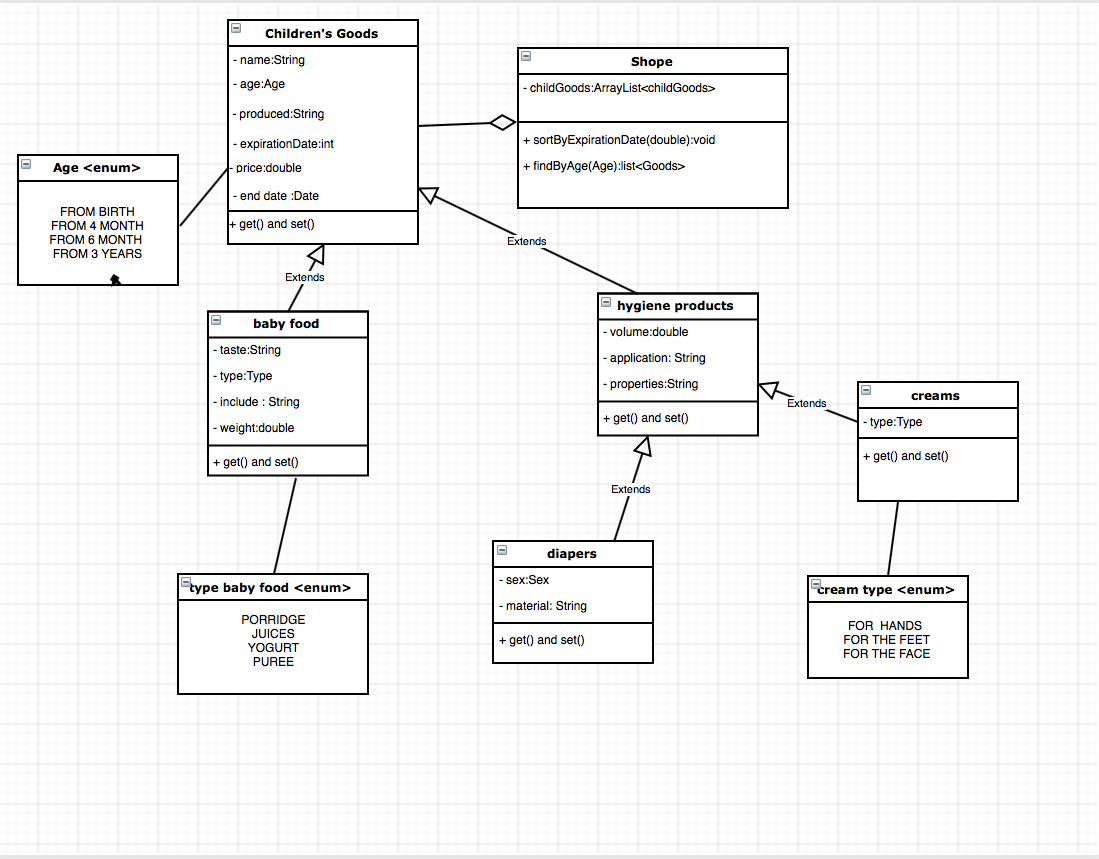 Children's Goods
- name:String
- age:Age
- produced:String
- expirationDate:int
- price:double
- end date :Date
+ get() and set()
Shope
- childGoods:ArrayList<childGoods>
+ sortByExpirationDate(double):void
+ findByAge(Age):list<Goods>
Age <enum>
FROM BIRTH
FROM 4 MONTH
FROM 6 MONTH
FROM 3 YEARS
Extends
Extends
baby food
- taste:String
- type:Type
- include : String
- weight:double
+ get() and set()
hygiene products
- volume:double
- application: String
- properties:String
+ get() and set()
Extends
creams
- type:Type
+ get() and set()
Extends
diapers
- sex:Sex
- material: String
+ get() and set()
type baby food <enum>
PORRIDGE
JUICES
YOGURT
PUREE
cream type <enum>
FOR  HANDS
FOR THE FEET
FOR THE FACE